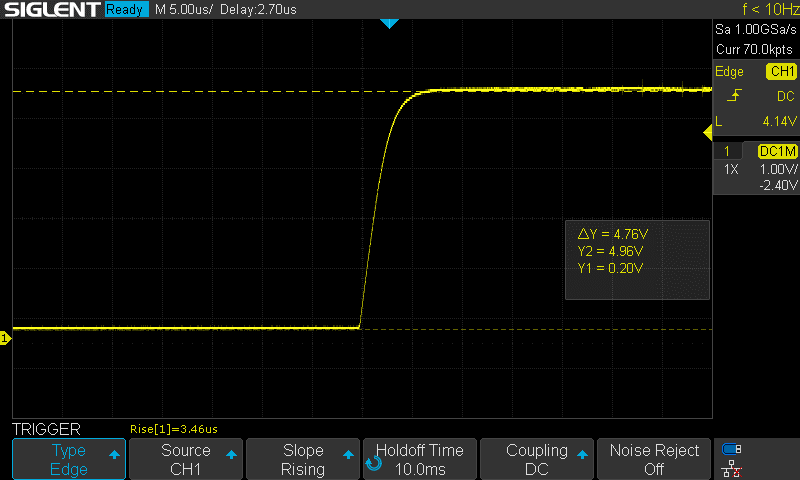 SIGLENT Ready M 5.00us/ Delay:2.70us f < 10Hz
Sa 1.00GSa/s
Curr 70.0kpts
Edge CH1
DC
L 4.14V
1 DC1M
1X 1.00V/
-2.40V
△Y = 4.76V
Y2 = 4.96V
Y1 = 0.20V
1
TRIGGER Rise[1]=3.46us
Type Edge
Source CH1
Slope Rising
Holdoff Time 10.0ms
Coupling DC
Noise Reject Off